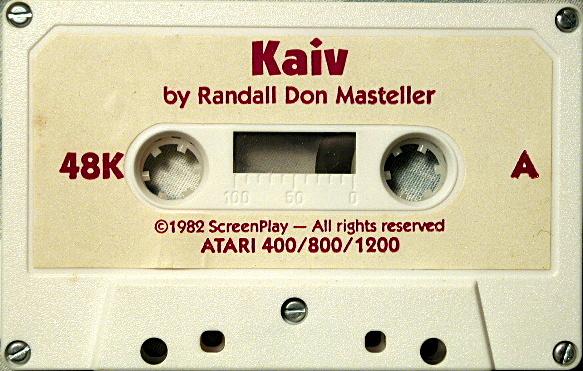 Kaiv
by Randall Don Masteller
48K
A
100 50 0
©1982 ScreenPlay — All rights reserved
ATARI 400/800/1200